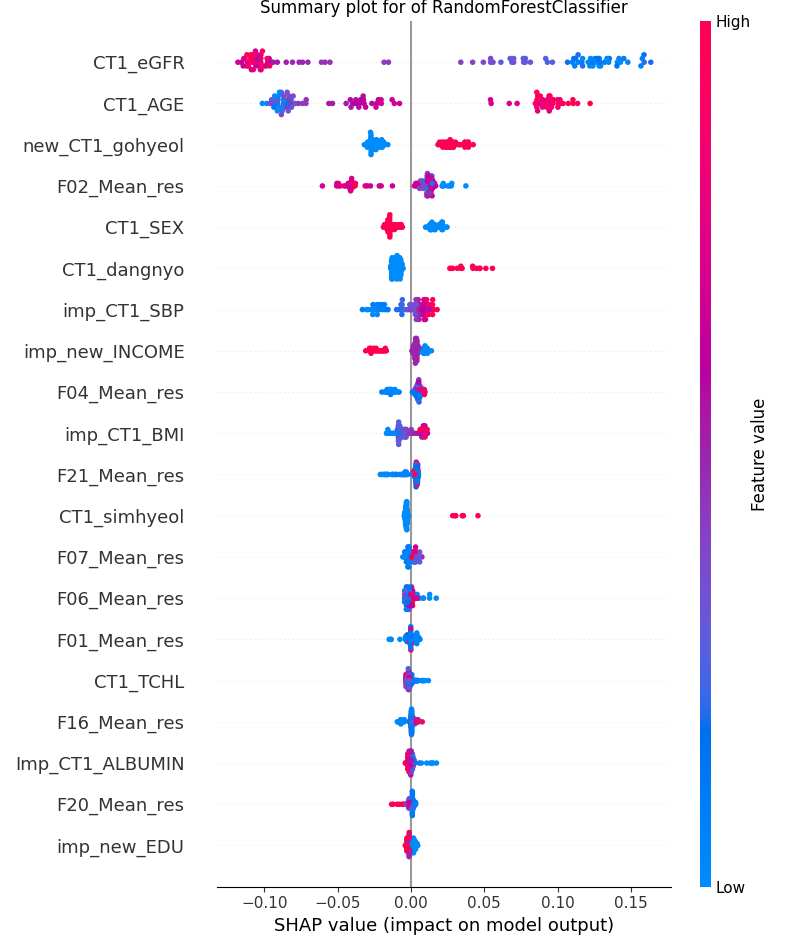 Summary plot for of RandomForestClassifier
High
CT1_eGFR
CT1_AGE
new_CT1_gohyeol
F02_Mean_res
CT1_SEX
CT1_dangnyo
imp_CT1_SBP
imp_new_INCOME
F04_Mean_res
imp_CT1_BMI
F21_Mean_res
CT1_simhyeol
F07_Mean_res
F06_Mean_res
F01_Mean_res
CT1_TCHL
F16_Mean_res
Imp_CT1_ALBUMIN
F20_Mean_res
imp_new_EDU
Feature value
Low
−0.10 −0.05 0.00 0.05 0.10 0.15
SHAP value (impact on model output)